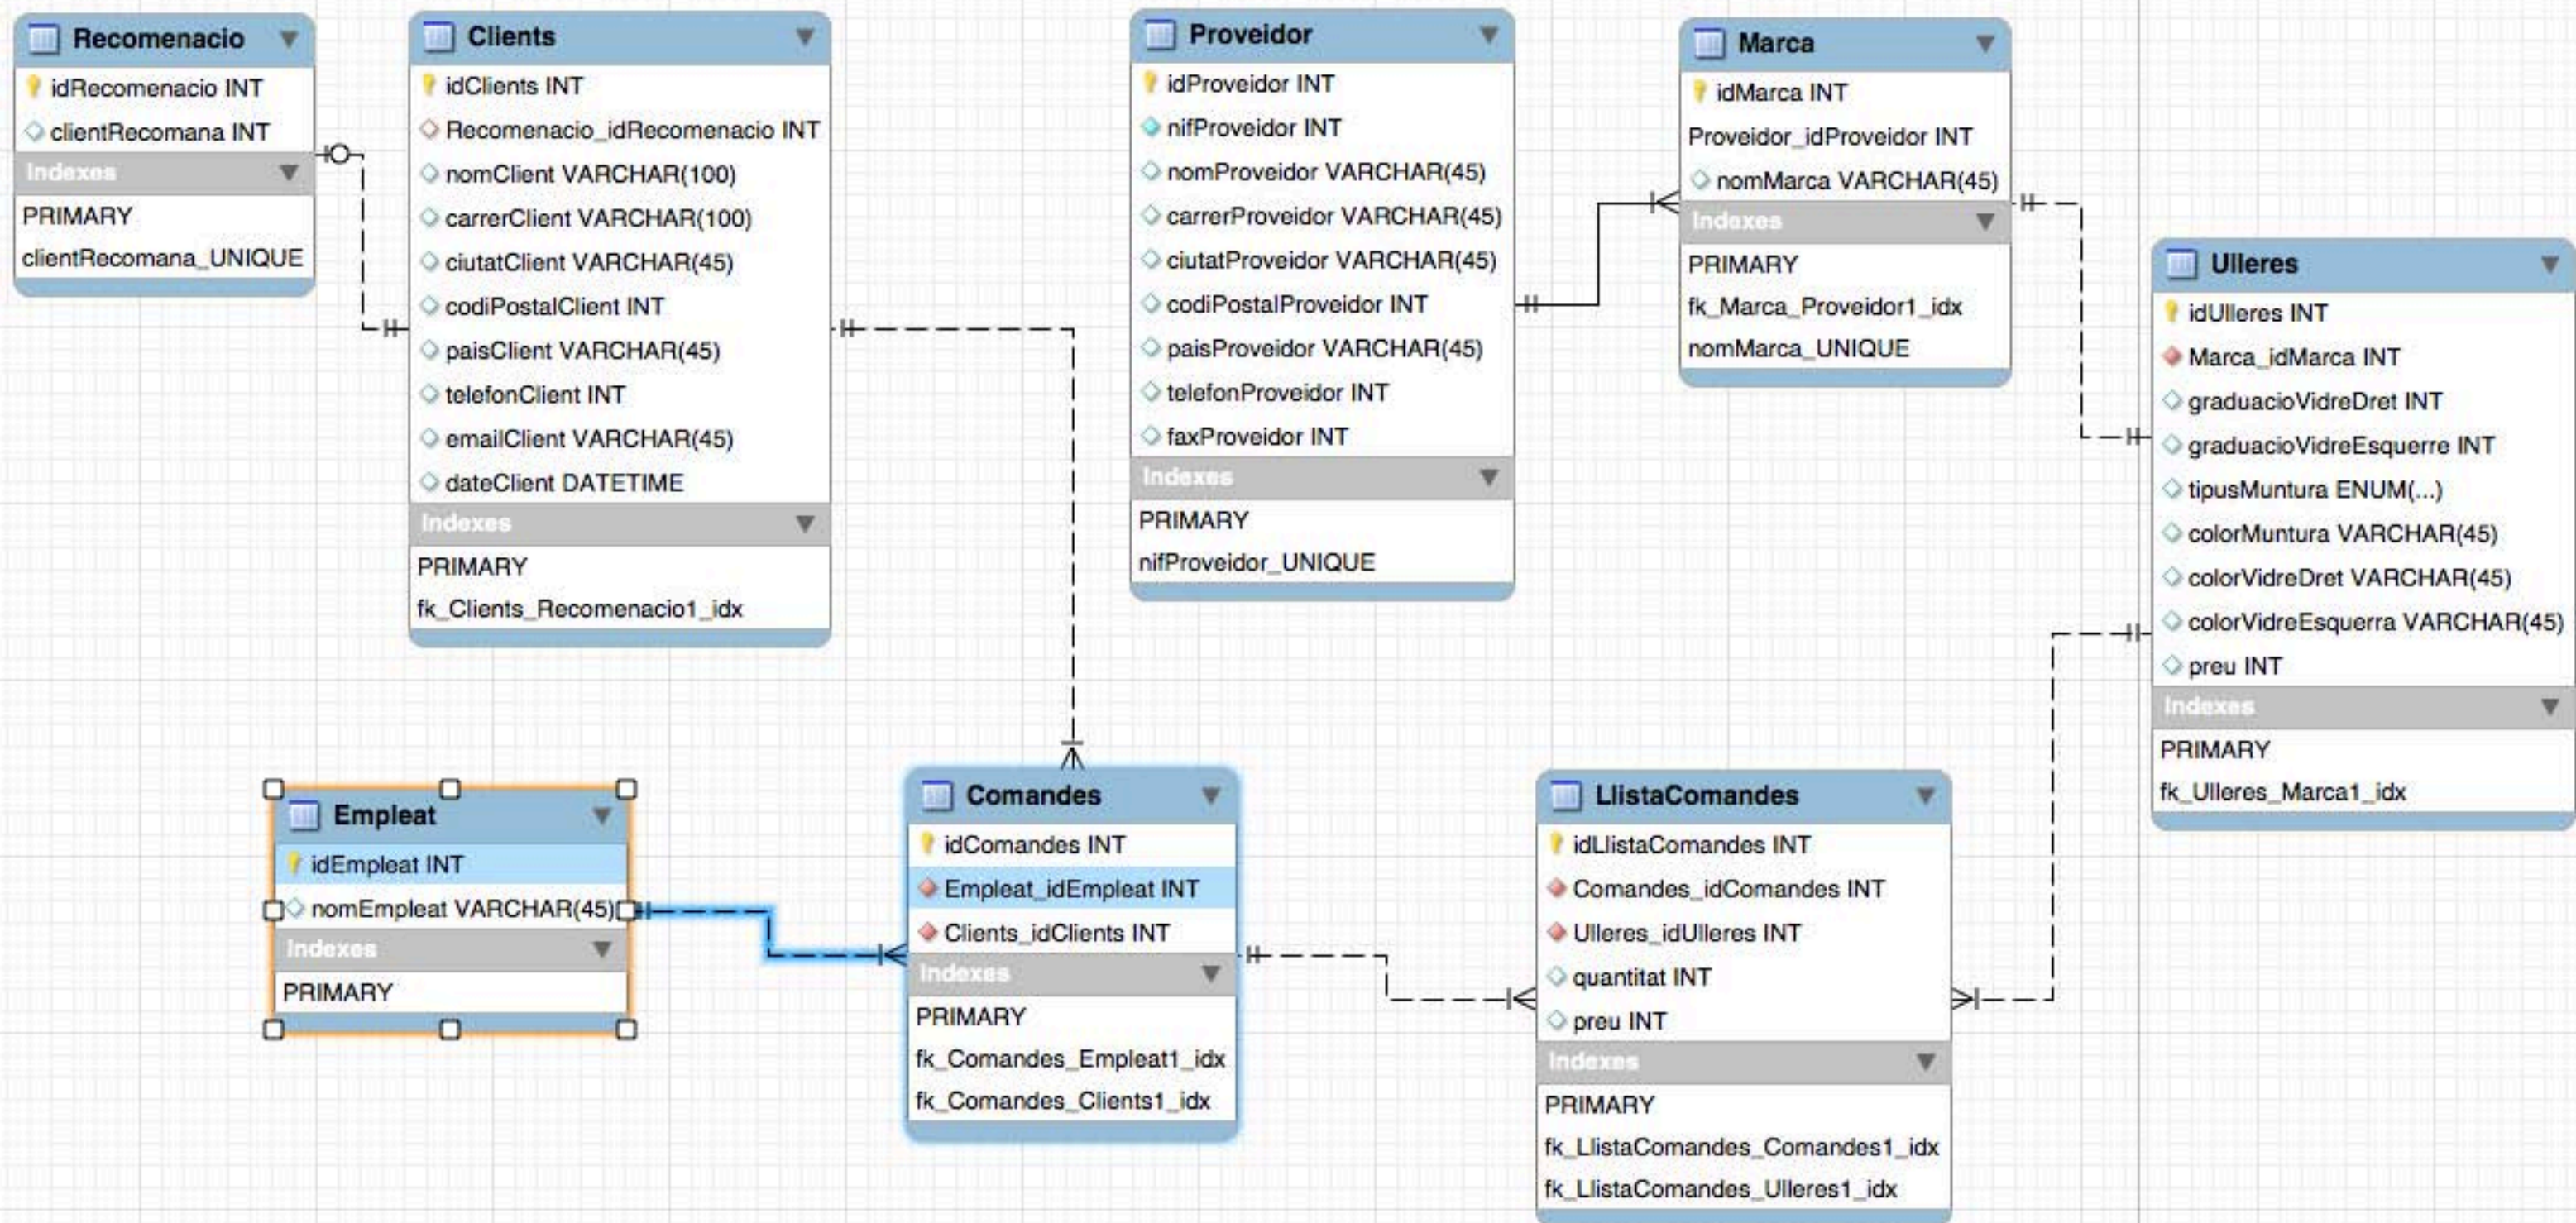 Recomenacio
idRecomenacio INT
clientRecomana INT
Indexes
PRIMARY
clientRecomana_UNIQUE
Clients
idClients INT
Recomenacio_idRecomenacio INT
nomClient VARCHAR(100)
carrerClient VARCHAR(100)
ciutatClient VARCHAR(45)
codiPostalClient INT
paisClient VARCHAR(45)
telefonClient INT
emailClient VARCHAR(45)
dateClient DATETIME
Indexes
PRIMARY
fk_Clients_Recomenacio1_idx
Proveidor
idProveidor INT
nifProveidor INT
nomProveidor VARCHAR(45)
carrerProveidor VARCHAR(45)
ciutatProveidor VARCHAR(45)
codiPostalProveidor INT
paisProveidor VARCHAR(45)
telefonProveidor INT
faxProveidor INT
Indexes
PRIMARY
nifProveidor_UNIQUE
Marca
idMarca INT
Proveidor_idProveidor INT
nomMarca VARCHAR(45)
Indexes
PRIMARY
fk_Marca_Proveidor1_idx
nomMarca_UNIQUE
Ulleres
idUlleres INT
Marca_idMarca INT
graduacioVidreDret INT
graduacioVidreEsquerre INT
tipusMuntura ENUM(...)
colorMuntura VARCHAR(45)
colorVidreDret VARCHAR(45)
colorVidreEsquerra VARCHAR(45)
preu INT
Indexes
PRIMARY
fk_Ulleres_Marca1_idx
Empleat
idEmpleat INT
nomEmpleat VARCHAR(45)
Indexes
PRIMARY
Comandes
idComandes INT
Empleat_idEmpleat INT
Clients_idClients INT
Indexes
PRIMARY
fk_Comandes_Empleat1_idx
fk_Comandes_Clients1_idx
LlistaComandes
idLlistaComandes INT
Comandes_idComandes INT
Ulleres_idUlleres INT
quantitat INT
preu INT
Indexes
PRIMARY
fk_LlistaComandes_Comandes1_idx
fk_LlistaComandes_Ulleres1_idx